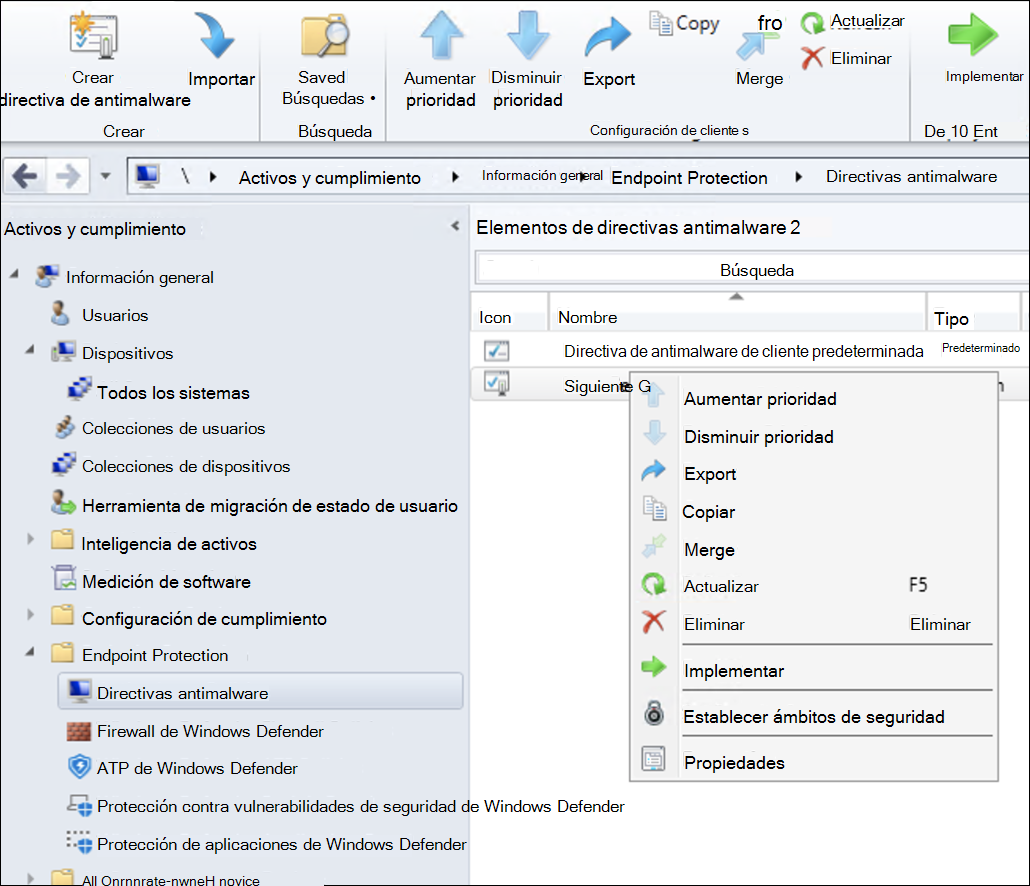 Crear
directiva de antimalware
Importar
Crear
Saved
Búsquedas •
Búsqueda
Aumentar
prioridad
Disminuir
prioridad
Export
Copy
fro
Merge
Actualizar
Eliminar
Configuración de cliente s
Implementar
De 10 Ent
\ Activos y cumplimiento Información general Endpoint Protection Directivas antimalware
Activos y cumplimiento
Información general
Usuarios
Dispositivos
Todos los sistemas
Colecciones de usuarios
Colecciones de dispositivos
Herramienta de migración de estado de usuario
Inteligencia de activos
Medición de software
Configuración de cumplimiento
Endpoint Protection
Directivas antimalware
Firewall de Windows Defender
ATP de Windows Defender
Protección contra vulnerabilidades de seguridad de Windows Defender
Protección de aplicaciones de Windows Defender
All Onrnnrate-nwneH novice
Elementos de directivas antimalware 2
Búsqueda
Icon Nombre Tipo
Directiva de antimalware de cliente predeterminada Predeterminado
Siguiente G
Aumentar prioridad
Disminuir prioridad
Export
Copiar
Merge
Actualizar F5
Eliminar Eliminar
Implementar
Establecer ámbitos de seguridad
Propiedades